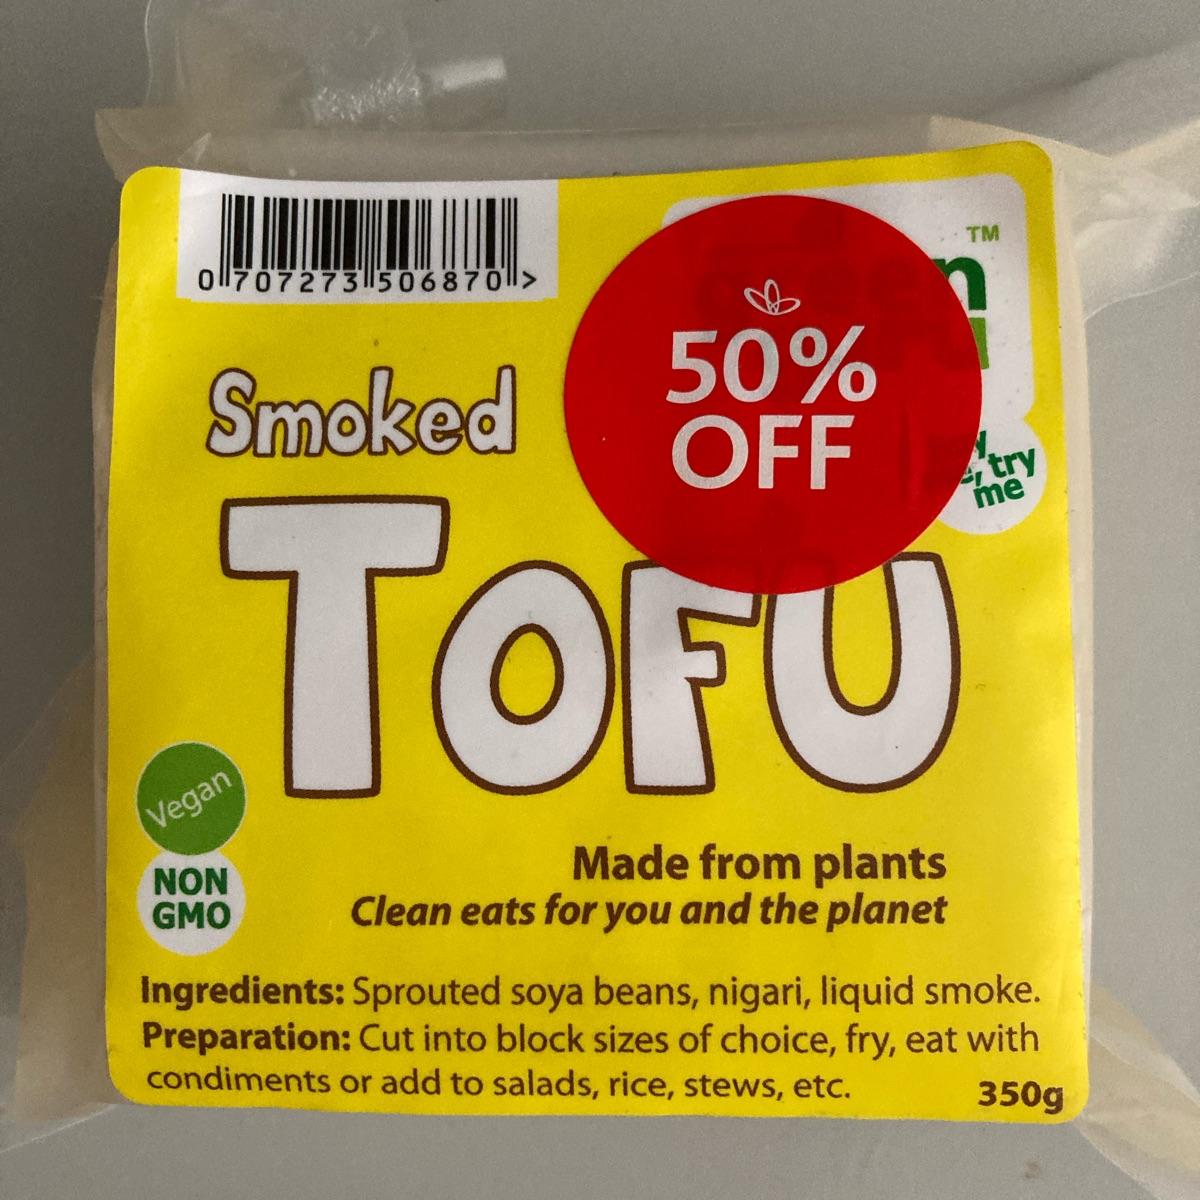 0 707273 506870 >
TM
50%
OFF
Smoked
try
me
TOFU
Vegan
NON
GMO
Made from plants
Clean eats for you and the planet
Ingredients: Sprouted soya beans, nigari, liquid smoke.
Preparation: Cut into block sizes of choice, fry, eat with
condiments or add to salads, rice, stews, etc.
350g